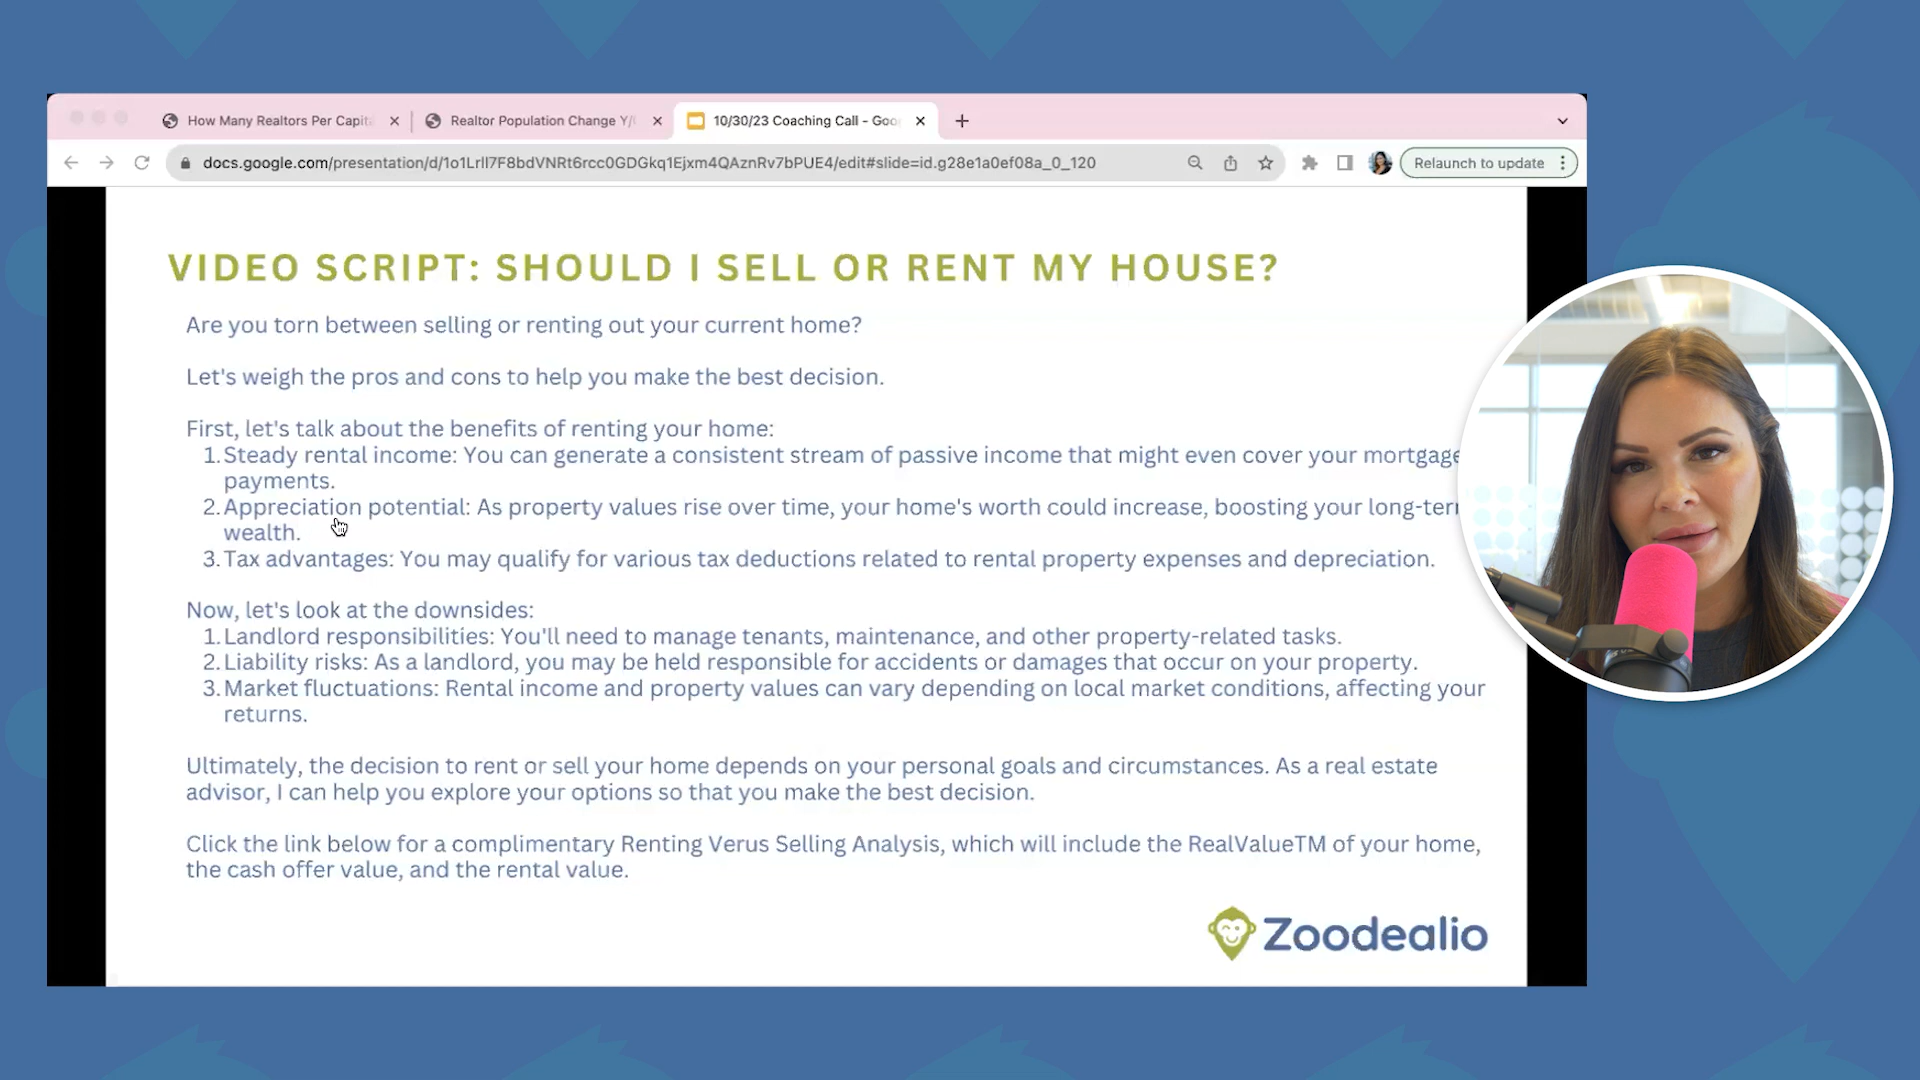 How Many Realtors Per Capit
Realtor Population Change Y/
10/30/23 Coaching Call - Goo
docs.google.com/presentation/d/1o1Lrll7F8bdVNRt6rcc0GDGkq1Ejxm4QAznRv7bPUE4/edit#slide=id.g28e1a0ef08a_0_120
Relaunch to update
VIDEO SCRIPT: SHOULD I SELL OR RENT MY HOUSE?
Are you torn between selling or renting out your current home?
Let's weigh the pros and cons to help you make the best decision.
First, let's talk about the benefits of renting your home:
1. Steady rental income: You can generate a consistent stream of passive income that might even cover your mortgage
payments.
2. Appreciation potential: As property values rise over time, your home's worth could increase, boosting your long-ter
wealth.
3. Tax advantages: You may qualify for various tax deductions related to rental property expenses and depreciation.
Now, let's look at the downsides:
1. Landlord responsibilities: You'll need to manage tenants, maintenance, and other property-related tasks.
2. Liability risks: As a landlord, you may be held responsible for accidents or damages that occur on your property.
3. Market fluctuations: Rental income and property values can vary depending on local market conditions, affecting your
returns.
Ultimately, the decision to rent or sell your home depends on your personal goals and circumstances. As a real estate
advisor, I can help you explore your options so that you make the best decision.
Click the link below for a complimentary Renting Verus Selling Analysis, which will include the RealValueTM of your home,
the cash offer value, and the rental value.
Zoodealio